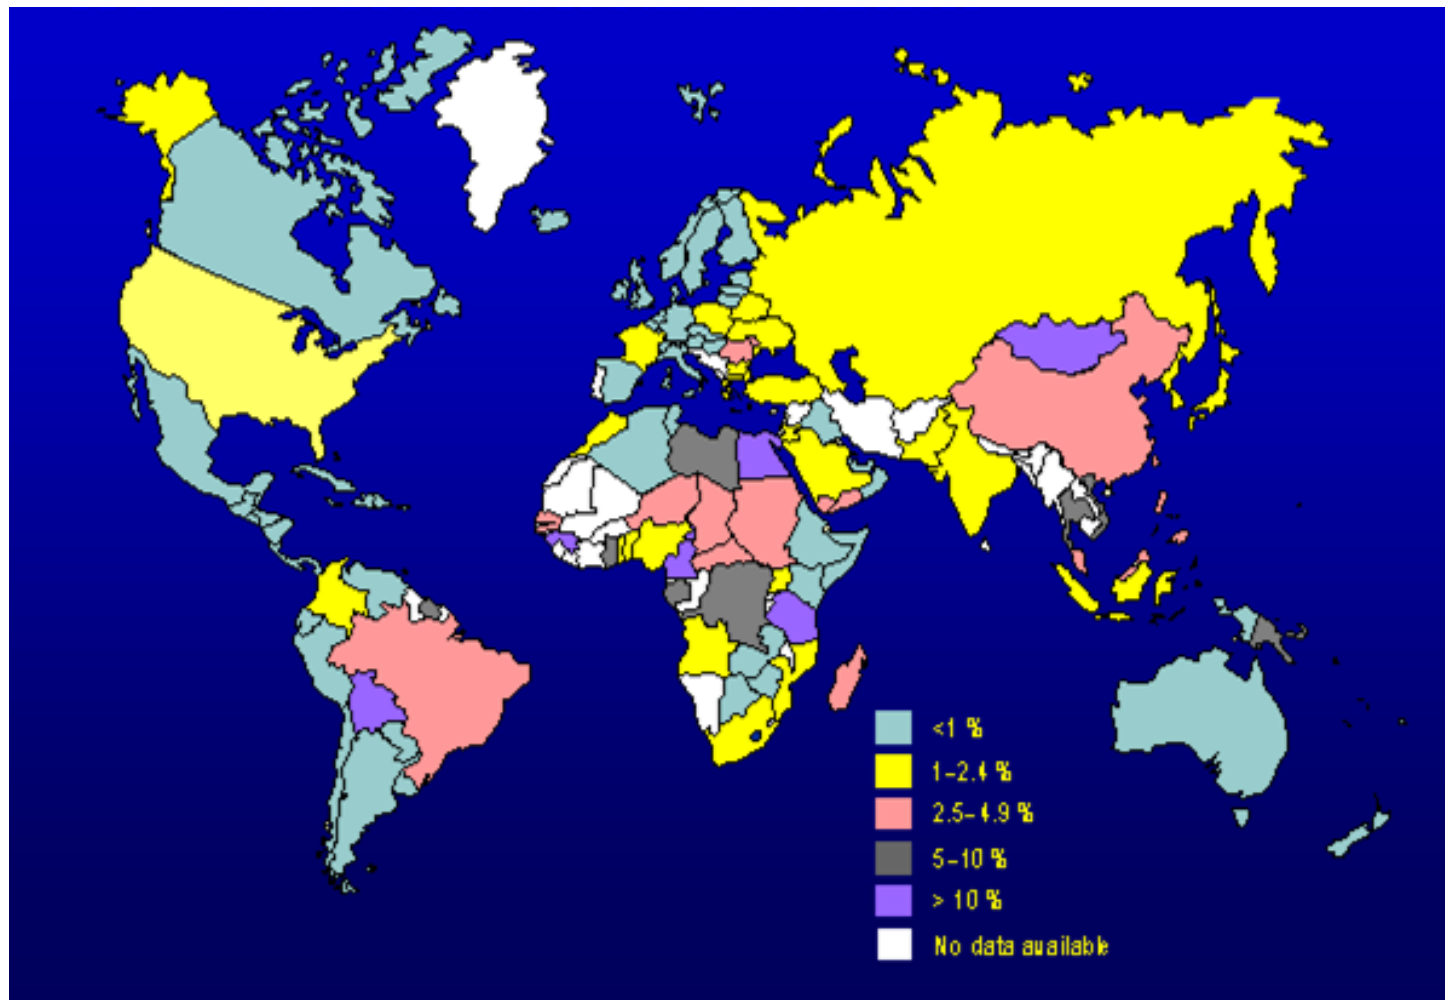 <1 %
1-2.4 %
2.5-4.9 %
5-10 %
> 10 %
No data available